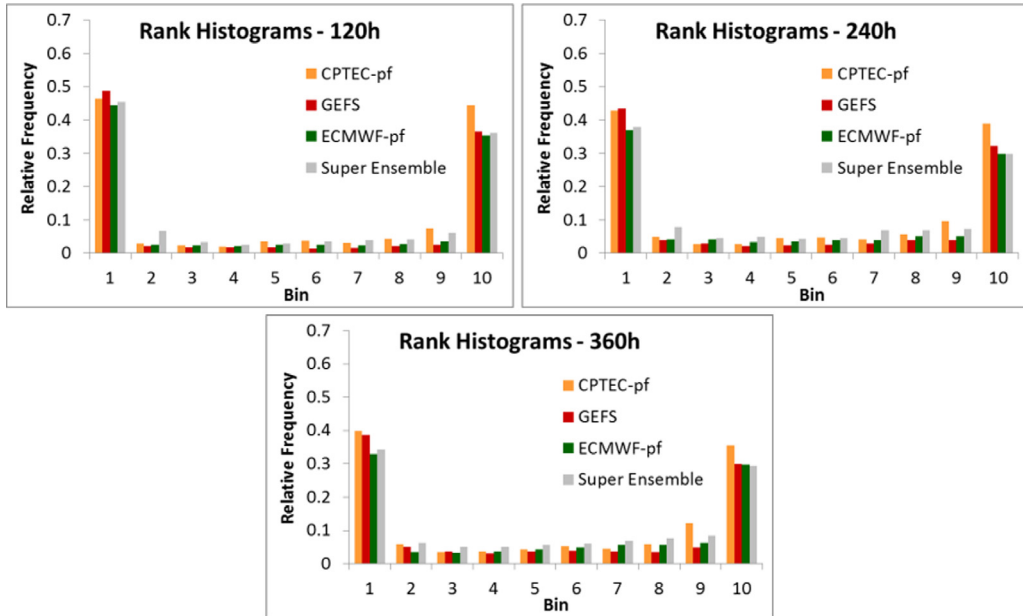 Rank Histograms - 120h
Relative Frequency
0.7
0.6
0.5
0.4
0.3
0.2
0.1
0
CPTEC-pf
GEFS
ECMWF-pf
Super Ensemble
1 2 3 4 5 6 7 8 9 10
Bin
Rank Histograms - 240h
Relative Frequency
0.7
0.6
0.5
0.4
0.3
0.2
0.1
0
CPTEC-pf
GEFS
ECMWF-pf
Super Ensemble
1 2 3 4 5 6 7 8 9 10
Bin
Rank Histograms - 360h
Relative Frequency
0.7
0.6
0.5
0.4
0.3
0.2
0.1
0
CPTEC-pf
GEFS
ECMWF-pf
Super Ensemble
1 2 3 4 5 6 7 8 9 10
Bin